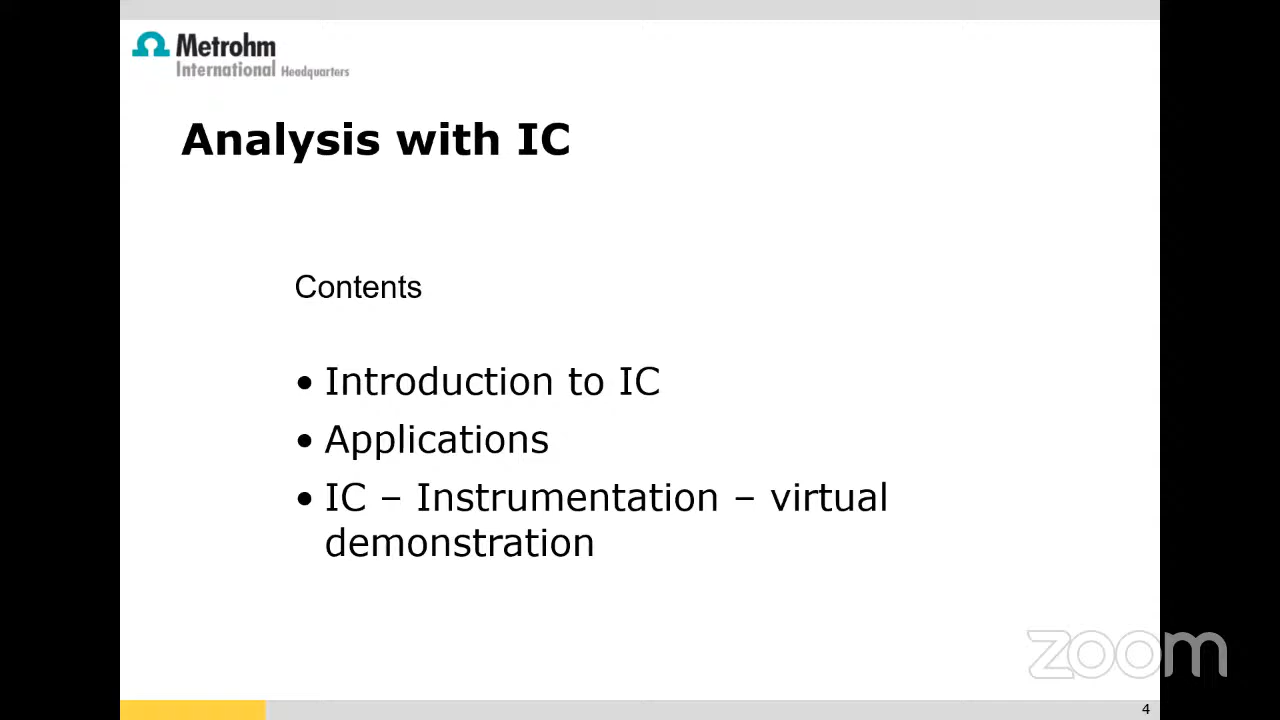 Metrohm
International Headquarters
Analysis with IC
Contents
• Introduction to IC
• Applications
• IC – Instrumentation – virtual
demonstration
zoom
4